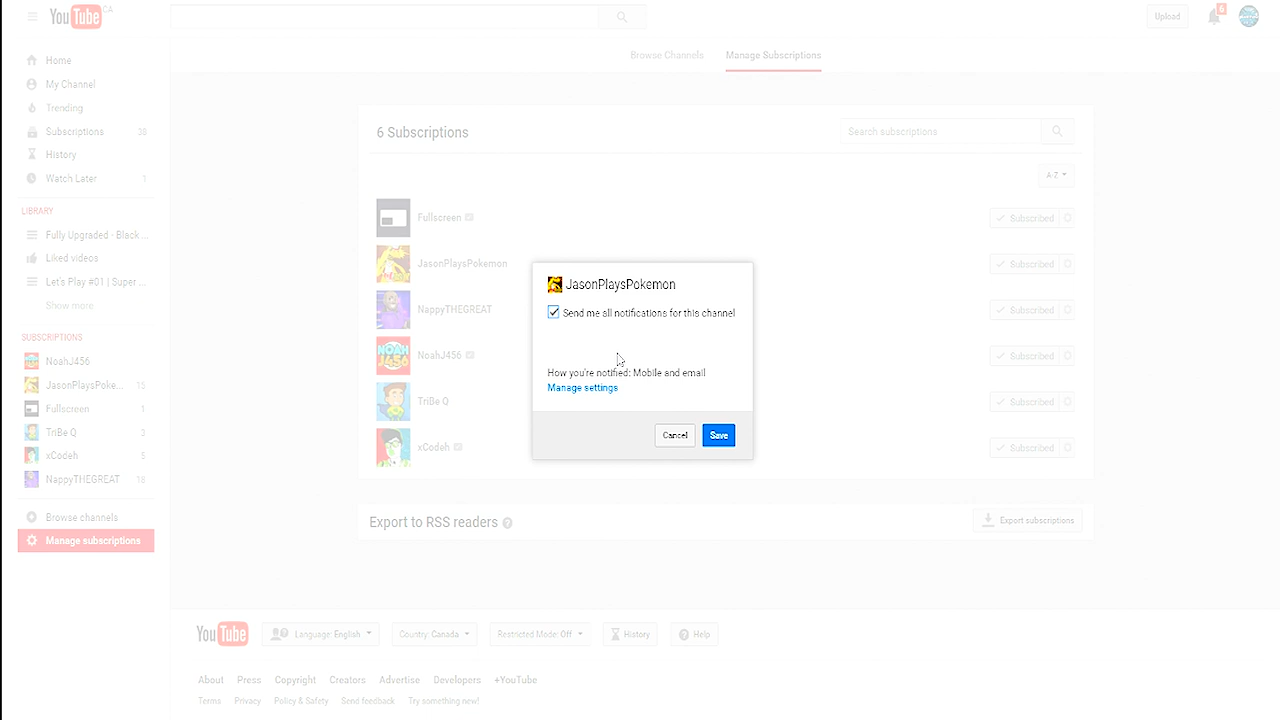 YouTube CA
Upload
6
Home
My Channel
Trending
Subscriptions 36
History
Watch Later 1
LIBRARY
Fully Upgraded - Black ...
Liked videos
Let's Play #01 | Super ...
Show more
SUBSCRIPTIONS
NoahJ456
JasonPlaysPoke... 15
Fullscreen 1
TriBe Q 3
xCodeh 5
NappyTHEGREAT 18
Browse channels
Manage subscriptions
Browse Channels Manage Subscriptions
6 Subscriptions
Search subscriptions
A-Z
Fullscreen Subscribed
JasonPlaysPokemon Subscribed
NappyTHEGREAT Subscribed
NOAH J456
NoahJ456 Subscribed
TriBe Q Subscribed
xCodeh Subscribed
JasonPlaysPokemon
Send me all notifications for this channel
How you're notified: Mobile and email
Manage settings
Cancel Save
Export to RSS readers ?
Export subscriptions
YouTube Language: English Country: Canada Restricted Mode: Off History Help
About Press Copyright Creators Advertise Developers +YouTube
Terms Privacy Policy & Safety Send feedback Try something new!